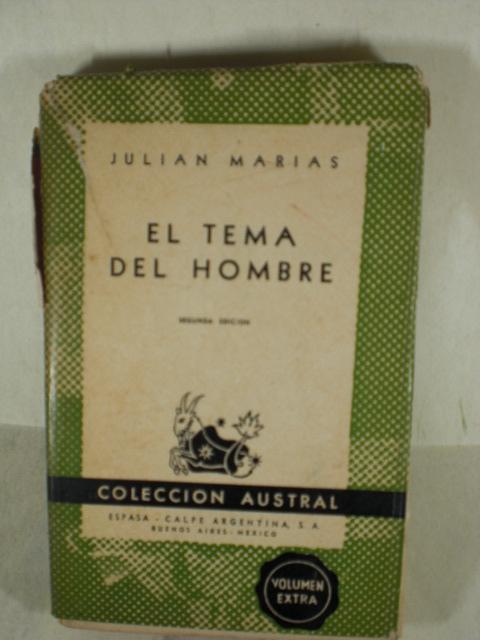 JULIAN MARIAS
EL TEMA
DEL HOMBRE
SEGUNDA EDICION
COLECCION AUSTRAL
ESPASA - CALPE ARGENTINA, S. A.
BUENOS AIRES - MEXICO
VOLUMEN
EXTRA